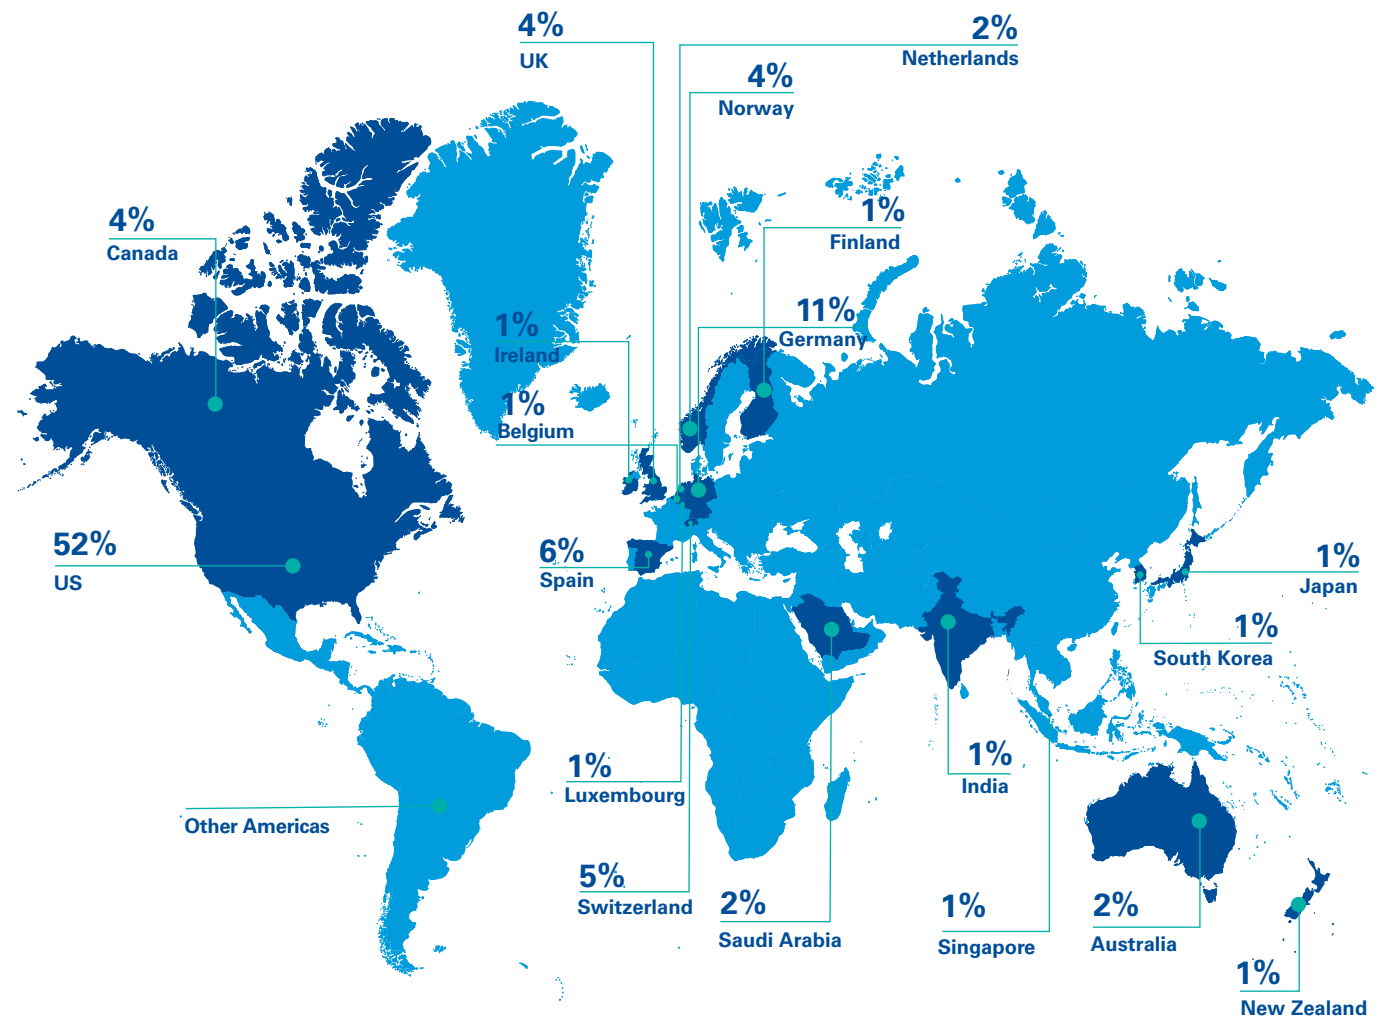 4%
UK
2%
Netherlands
4%
Norway
4%
Canada
1%
Finland
11%
Germany
1%
Ireland
1%
Belgium
52%
US
6%
Spain
1%
Japan
1%
South Korea
1%
India
1%
Luxembourg
Other Americas
5%
Switzerland
2%
Saudi Arabia
1%
Singapore
2%
Australia
1%
New Zealand